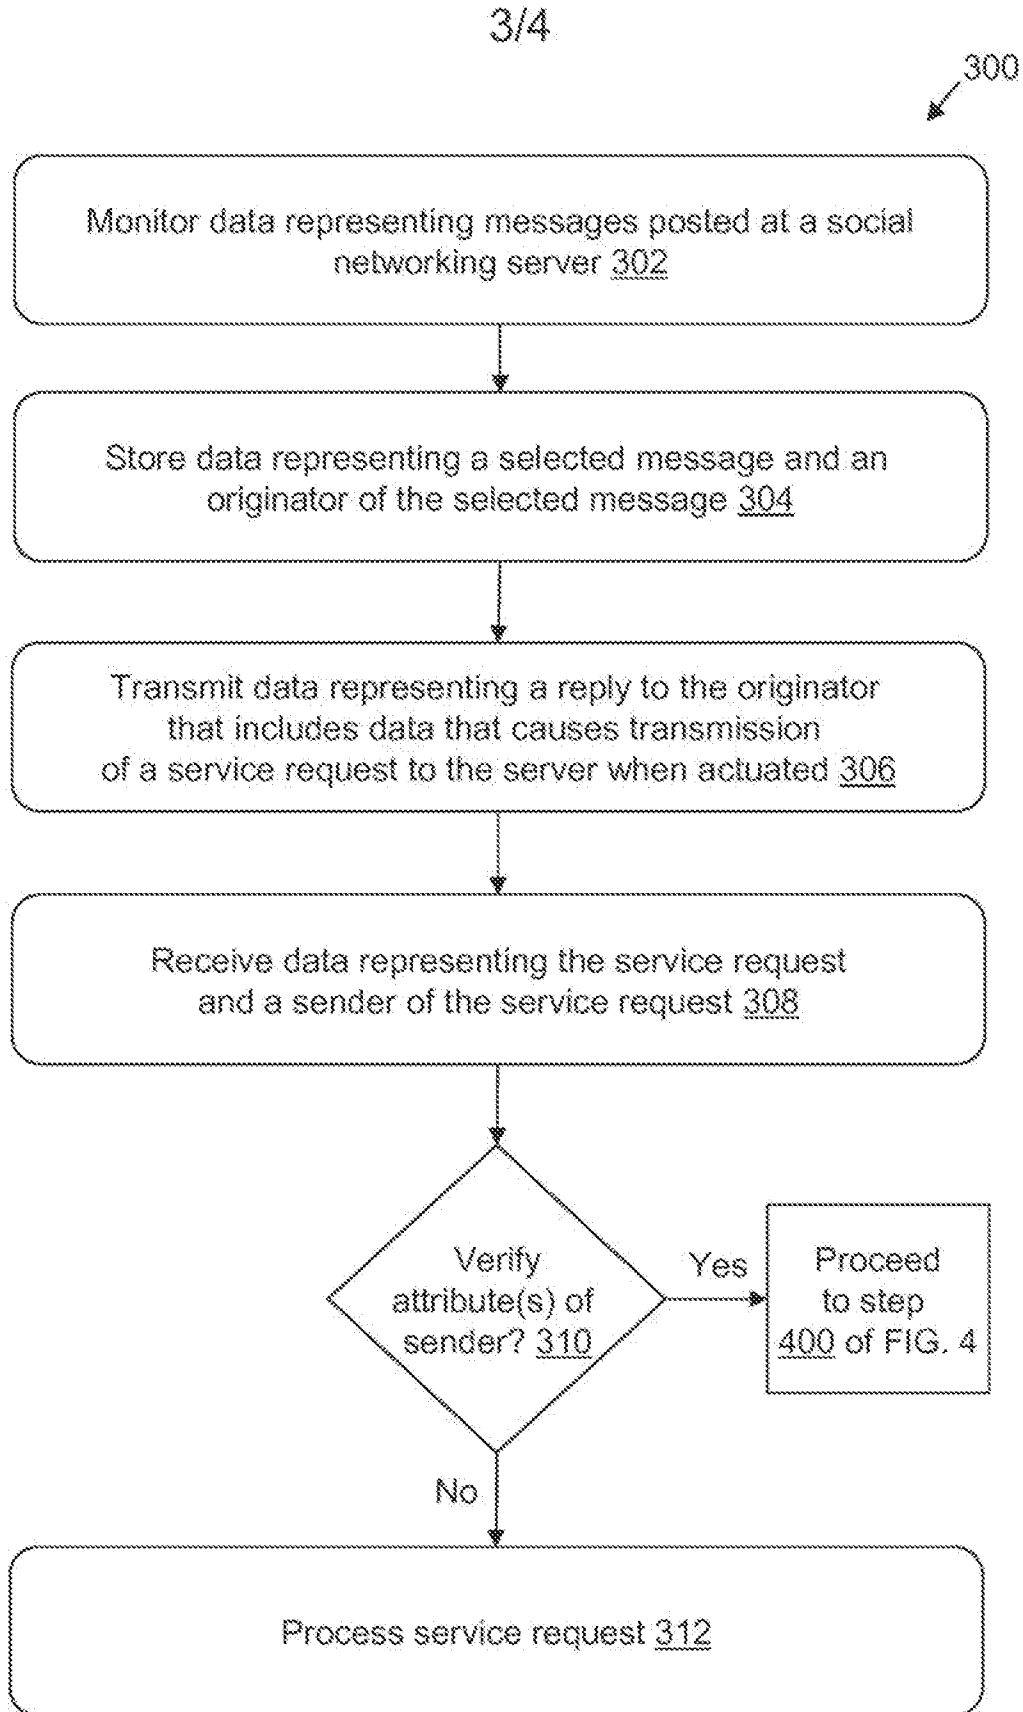 3/4
300
Monitor data representing messages posted at a social
networking server 302
Store data representing a selected message and an
originator of the selected message 304
Transmit data representing a reply to the originator
that includes data that causes transmission
of a service request to the server when actuated 306
Receive data representing the service request
and a sender of the service request 308
Verify
attribute(s) of
sender? 310
Yes
Proceed
to step
400 of FIG. 4
No
Process service request 312